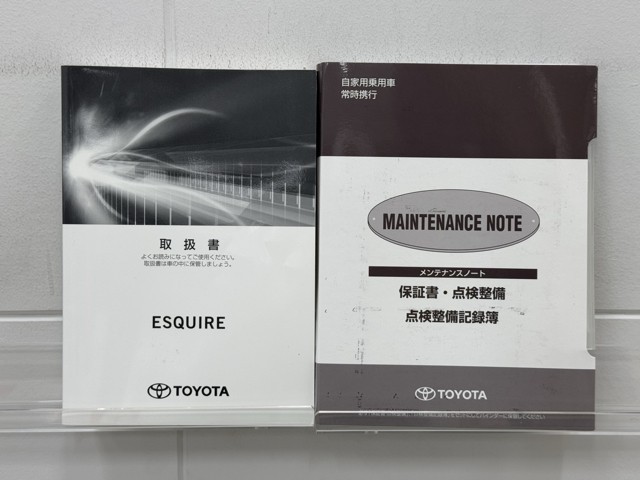 取扱書
よくお読みになってご使用ください。
取扱書は車の中に保管しましょう。
ESQUIRE
TOYOTA
自家用乗用車
常時携行
MAINTENANCE NOTE
メンテナンスノート
保証書・点検整備
点検整備記録簿
TOYOTA